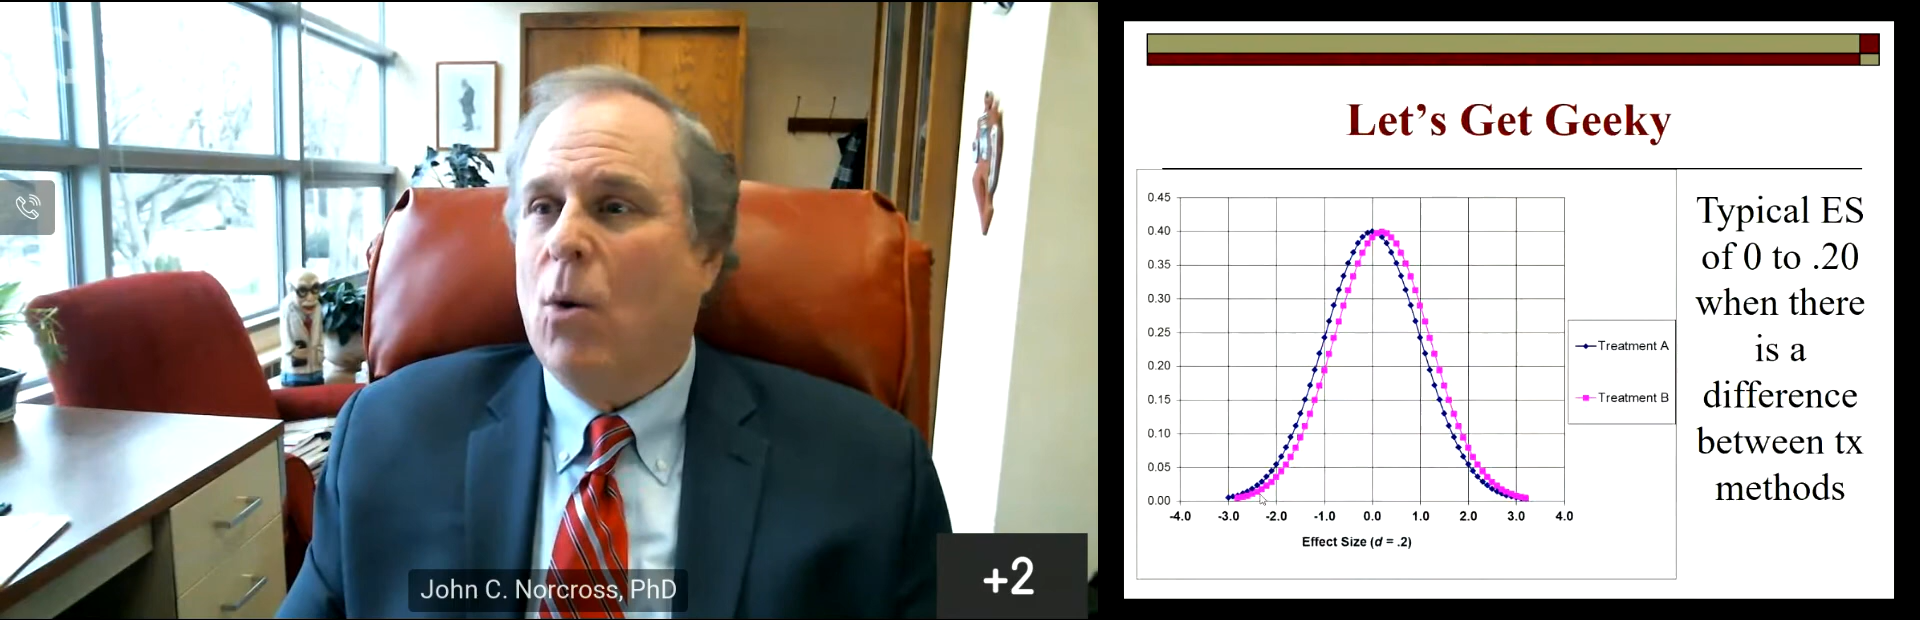 John C. Norcross, PhD
+2
Let's Get Geeky
0.45
0.40
0.35
0.30
0.25
0.20
0.15
0.10
0.05
0.00
-4.0 -3.0 -2.0 -1.0 0.0 1.0 2.0 3.0 4.0
Effect Size (d = .2)
Treatment A
Treatment B
Typical ES
of 0 to .20
when there
is a
difference
between tx
methods